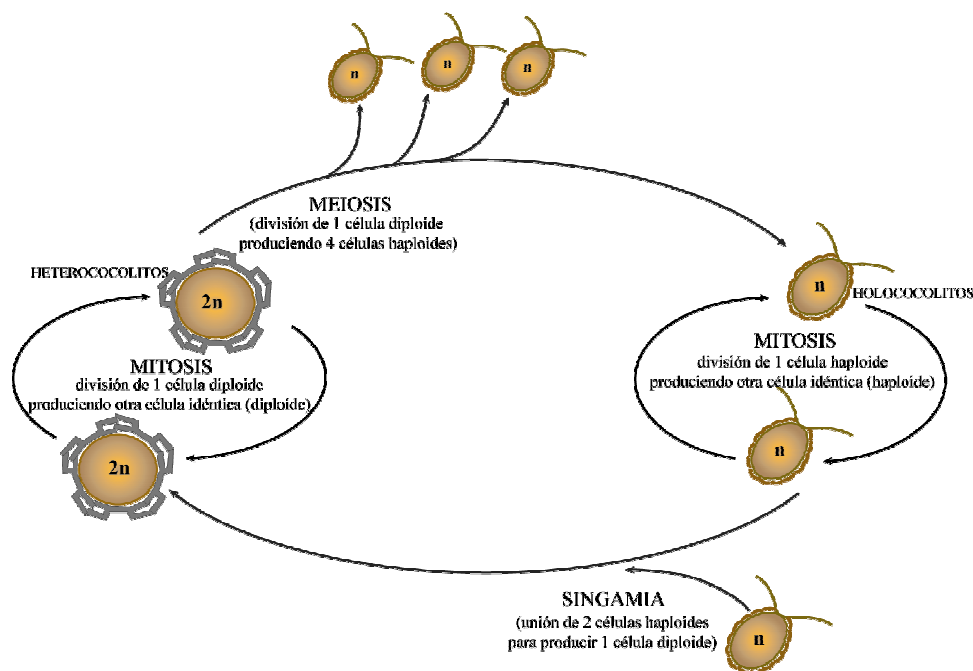 n
n
n
MEIOSIS
(división de 1 célula diploide
produciendo 4 células haploides)
HETEROCOCOLITOS
2n
n
HOLOCOCOLITOS
MITOSIS
división de 1 célula diploide
produciendo otra célula idéntica (diploide)
MITOSIS
división de 1 célula haploide
produciendo otra célula idéntica (haploide)
2n
n
SINGAMIA
(unión de 2 células haploides
para producir 1 célula diploide)
n